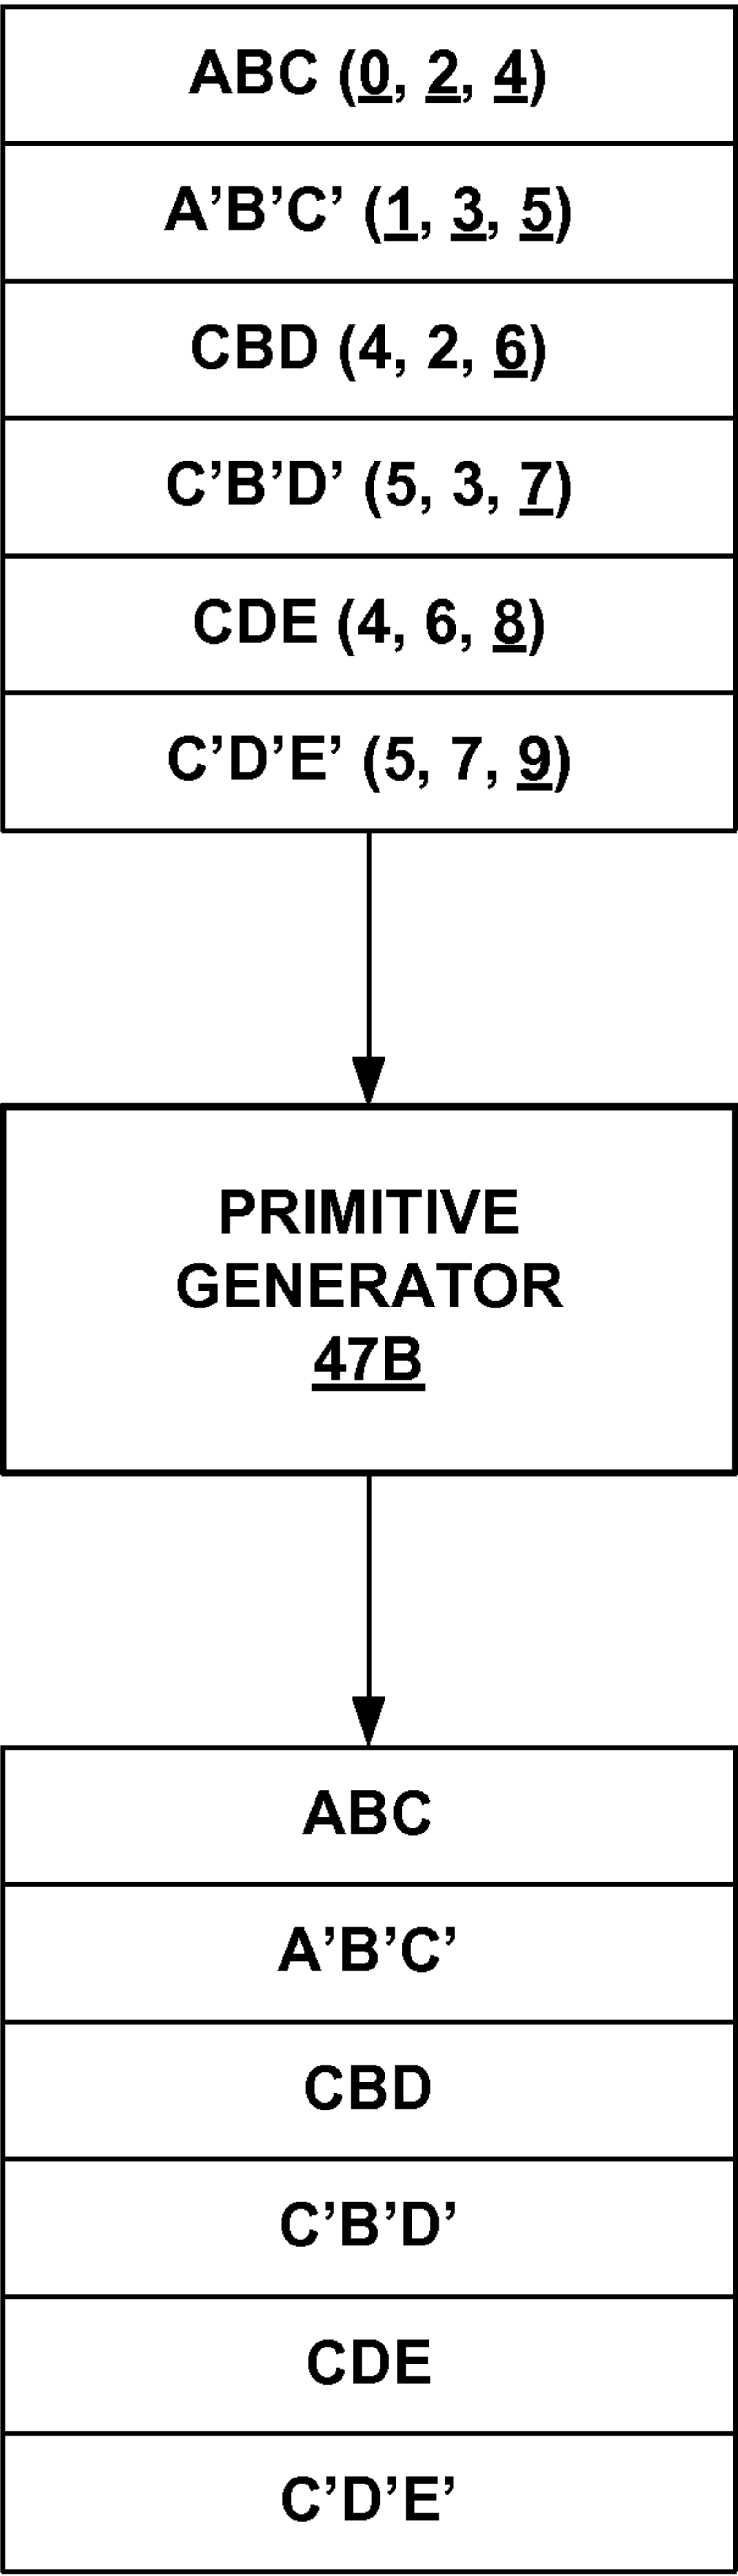 ABC (0, 2, 4)
A’B’C’ (1, 3, 5)
CBD (4, 2, 6)
C’B’D’ (5, 3, 7)
CDE (4, 6, 8)
C’D’E’ (5, 7, 9)
PRIMITIVE
GENERATOR
47B
ABC
A’B’C’
CBD
C’B’D’
CDE
C’D’E’